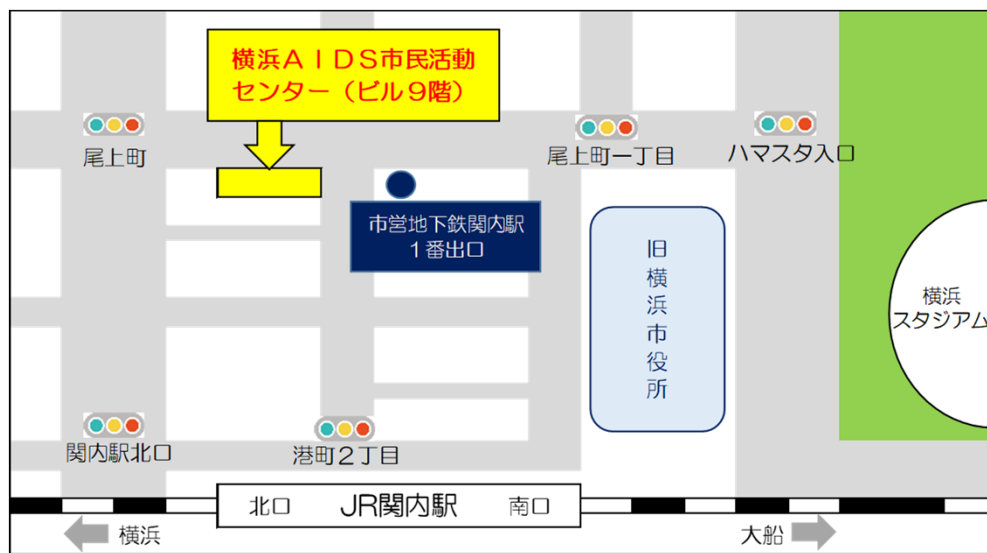 横浜ＡＩＤＳ市民活動
センター（ビル９階）
尾上町
尾上町一丁目
ハマスタ入口
市営地下鉄関内駅
１番出口
旧横浜市役所
横浜
スタジアム
関内駅北口
港町２丁目
北口 JR関内駅 南口
横浜
大船